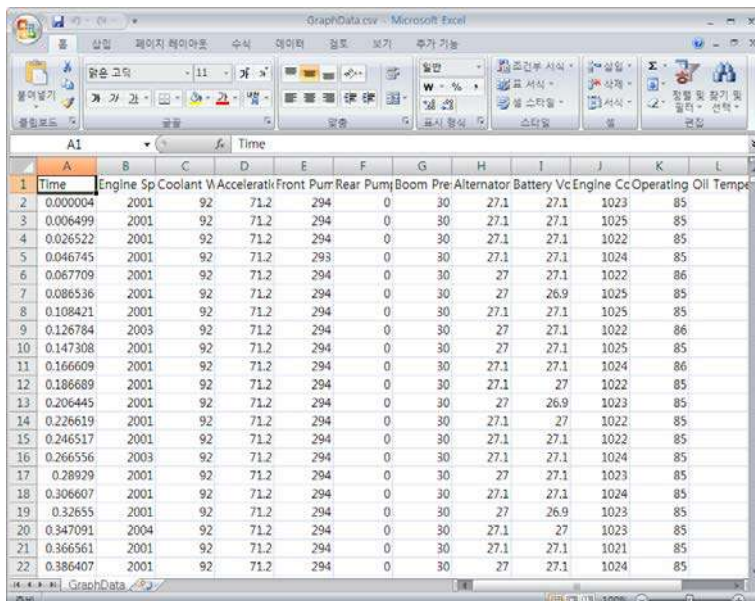 GraphData.csv - Microsoft Excel
홈 삽입 페이지 레이아웃 수식 데이터 검토 보기 추가 기능
붙여넣기 맑은 고딕 11 가 가 일반 조건부 서식 삽입 Σ
가 가 가 W % , 표 서식 삭제 정렬 및 필터 찾기 및 선택
셀 스타일 서식
클립보드 글꼴 맞춤 표시 형식 스타일 셀 편집
A1 fx Time
A B C D E F G H I J K L
1 Time Engine Sp Coolant W Acceleratic Front Pum Rear Pump Boom Pre Alternator Battery Vo Engine Cc Operating Oil Tempe
2 0.000004 2001 92 71.2 294 0 30 27.1 27.1 1023 85
3 0.006499 2001 92 71.2 294 0 30 27.1 27.1 1025 85
4 0.026522 2001 92 71.2 294 0 30 27.1 27.1 1022 85
5 0.046745 2001 92 71.2 293 0 30 27.1 27.1 1024 85
6 0.067709 2001 92 71.2 294 0 30 27 27.1 1022 86
7 0.086536 2001 92 71.2 294 0 30 27 26.9 1025 85
8 0.108421 2001 92 71.2 294 0 30 27.1 27.1 1025 85
9 0.126784 2003 92 71.2 294 0 30 27 27.1 1022 86
10 0.147308 2001 92 71.2 294 0 30 27 27.1 1025 85
11 0.166609 2001 92 71.2 294 0 30 27.1 27.1 1024 86
12 0.186689 2001 92 71.2 294 0 30 27.1 27 1022 85
13 0.206445 2001 92 71.2 294 0 30 27 26.9 1023 85
14 0.226619 2001 92 71.2 294 0 30 27.1 27 1022 85
15 0.246517 2001 92 71.2 294 0 30 27.1 27.1 1022 85
16 0.266556 2003 92 71.2 294 0 30 27.1 27.1 1024 85
17 0.28929 2001 92 71.2 294 0 30 27 27.1 1023 85
18 0.306607 2001 92 71.2 294 0 30 27.1 27.1 1024 85
19 0.32655 2001 92 71.2 294 0 30 27 26.9 1023 85
20 0.347091 2004 92 71.2 294 0 30 27.1 27 1023 85
21 0.366561 2001 92 71.2 294 0 30 27.1 27.1 1021 85
22 0.386407 2001 92 71.2 294 0 30 27 27.1 1024 85
GraphData
준비 100%